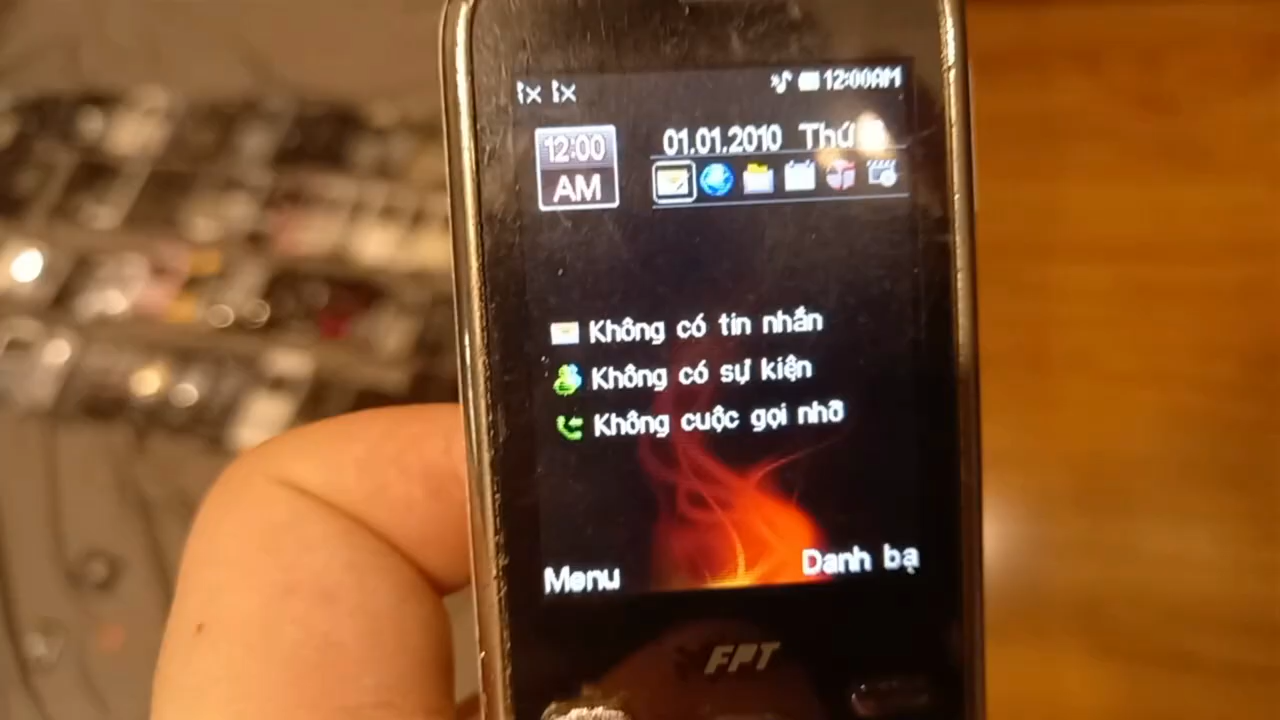 12:00AM
12:00
AM
01.01.2010 Thứ
Không có tin nhắn
Không có sự kiện
Không cuộc gọi nhỡ
Menu
Danh bạ
FPT